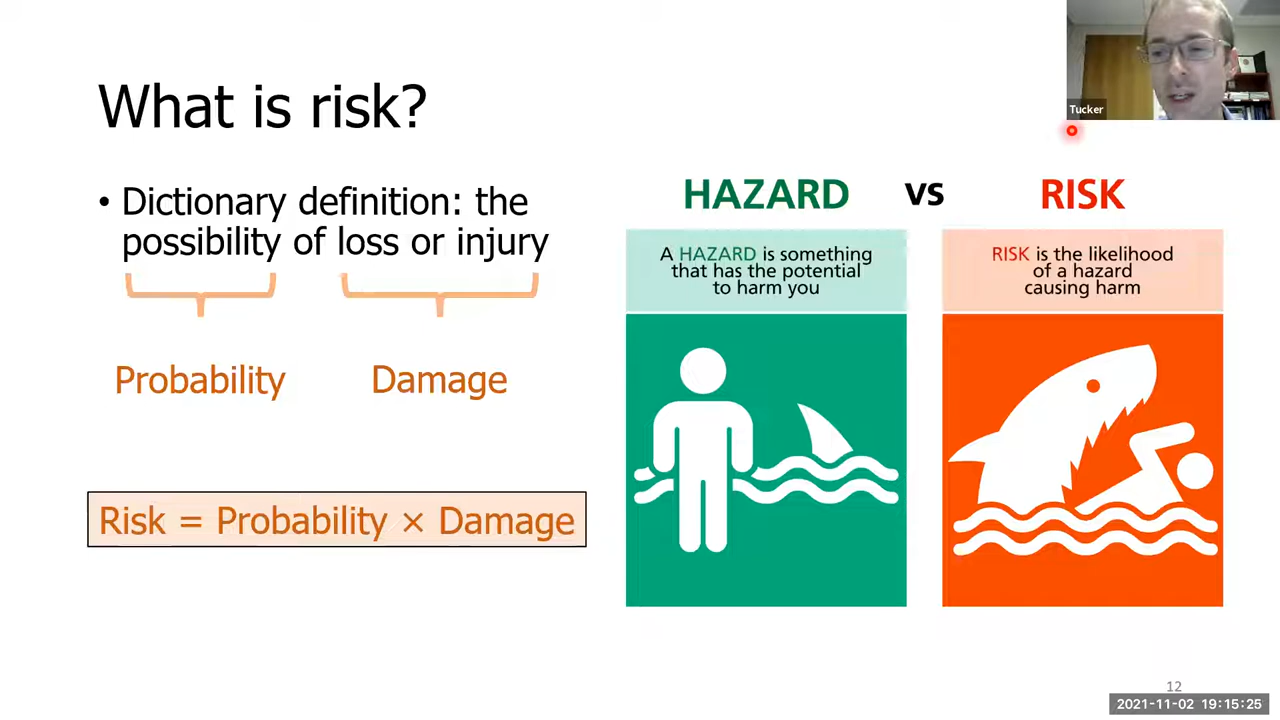 What is risk?
• Dictionary definition: the
possibility of loss or injury
Probability
Damage
Risk = Probability × Damage
HAZARD vs RISK
A HAZARD is something
that has the potential
to harm you
RISK is the likelihood
of a hazard
causing harm
Tucker
12
2021-11-02 19:15:25